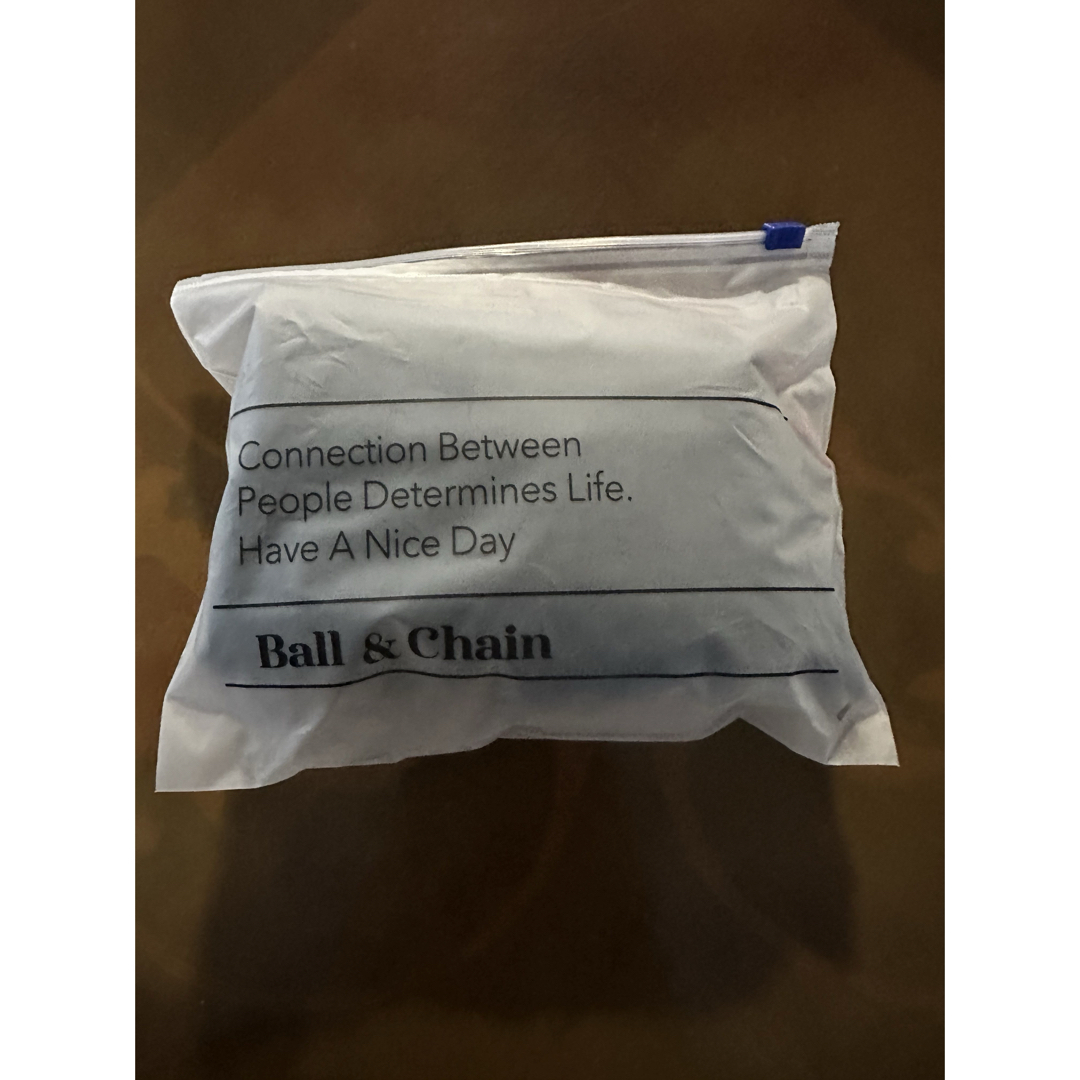 Connection Between
People Determines Life.
Have A Nice Day
Ball & Chain